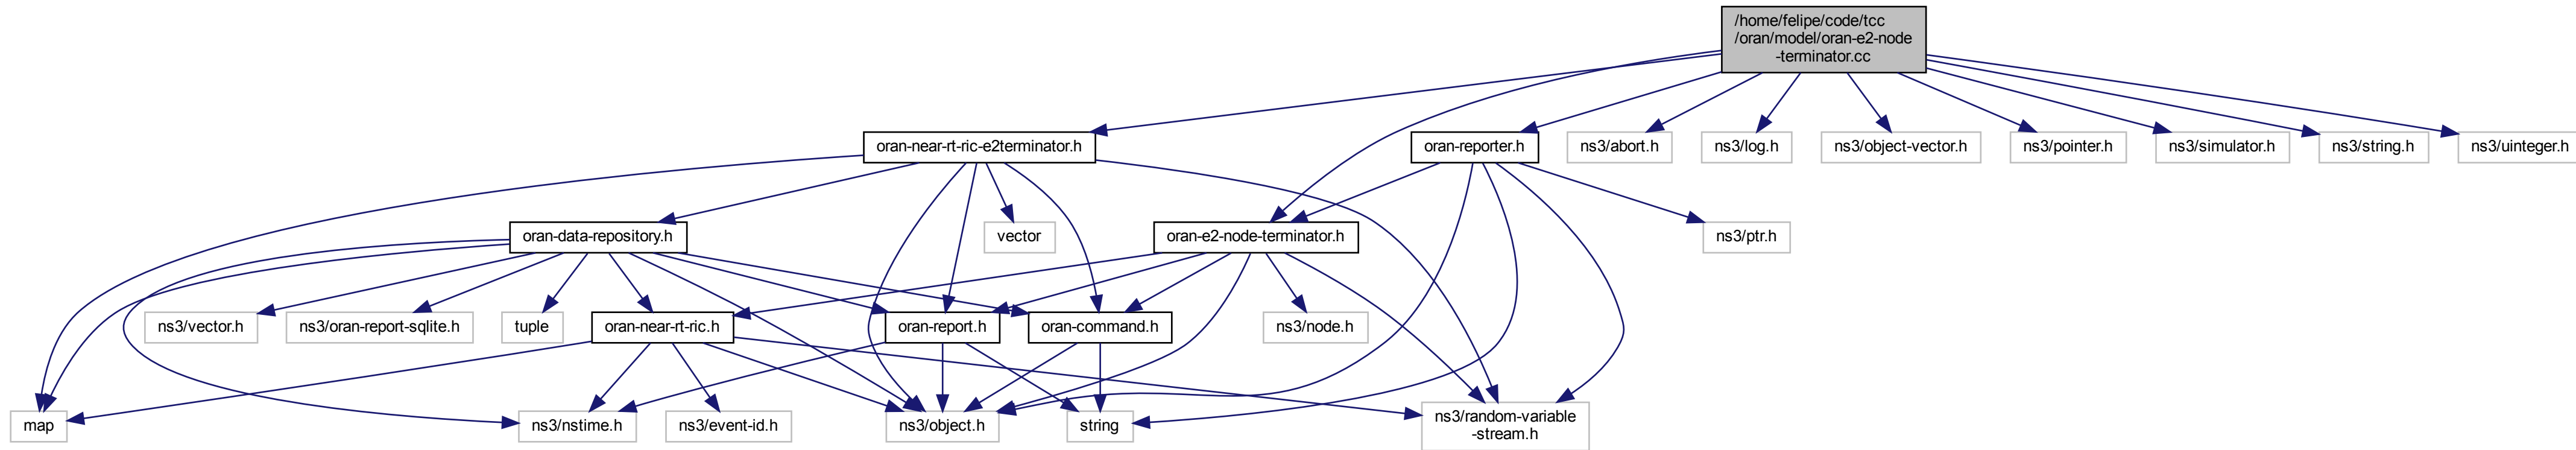 /home/felipe/code/tcc
/oran/model/oran-e2-node
-terminator.cc
oran-near-rt-ric-e2terminator.h
oran-reporter.h
ns3/abort.h
ns3/log.h
ns3/object-vector.h
ns3/pointer.h
ns3/simulator.h
ns3/string.h
ns3/uinteger.h
oran-data-repository.h
vector
oran-e2-node-terminator.h
ns3/ptr.h
ns3/vector.h
ns3/oran-report-sqlite.h
tuple
oran-near-rt-ric.h
oran-report.h
oran-command.h
ns3/node.h
map
ns3/nstime.h
ns3/event-id.h
ns3/object.h
string
ns3/random-variable
-stream.h